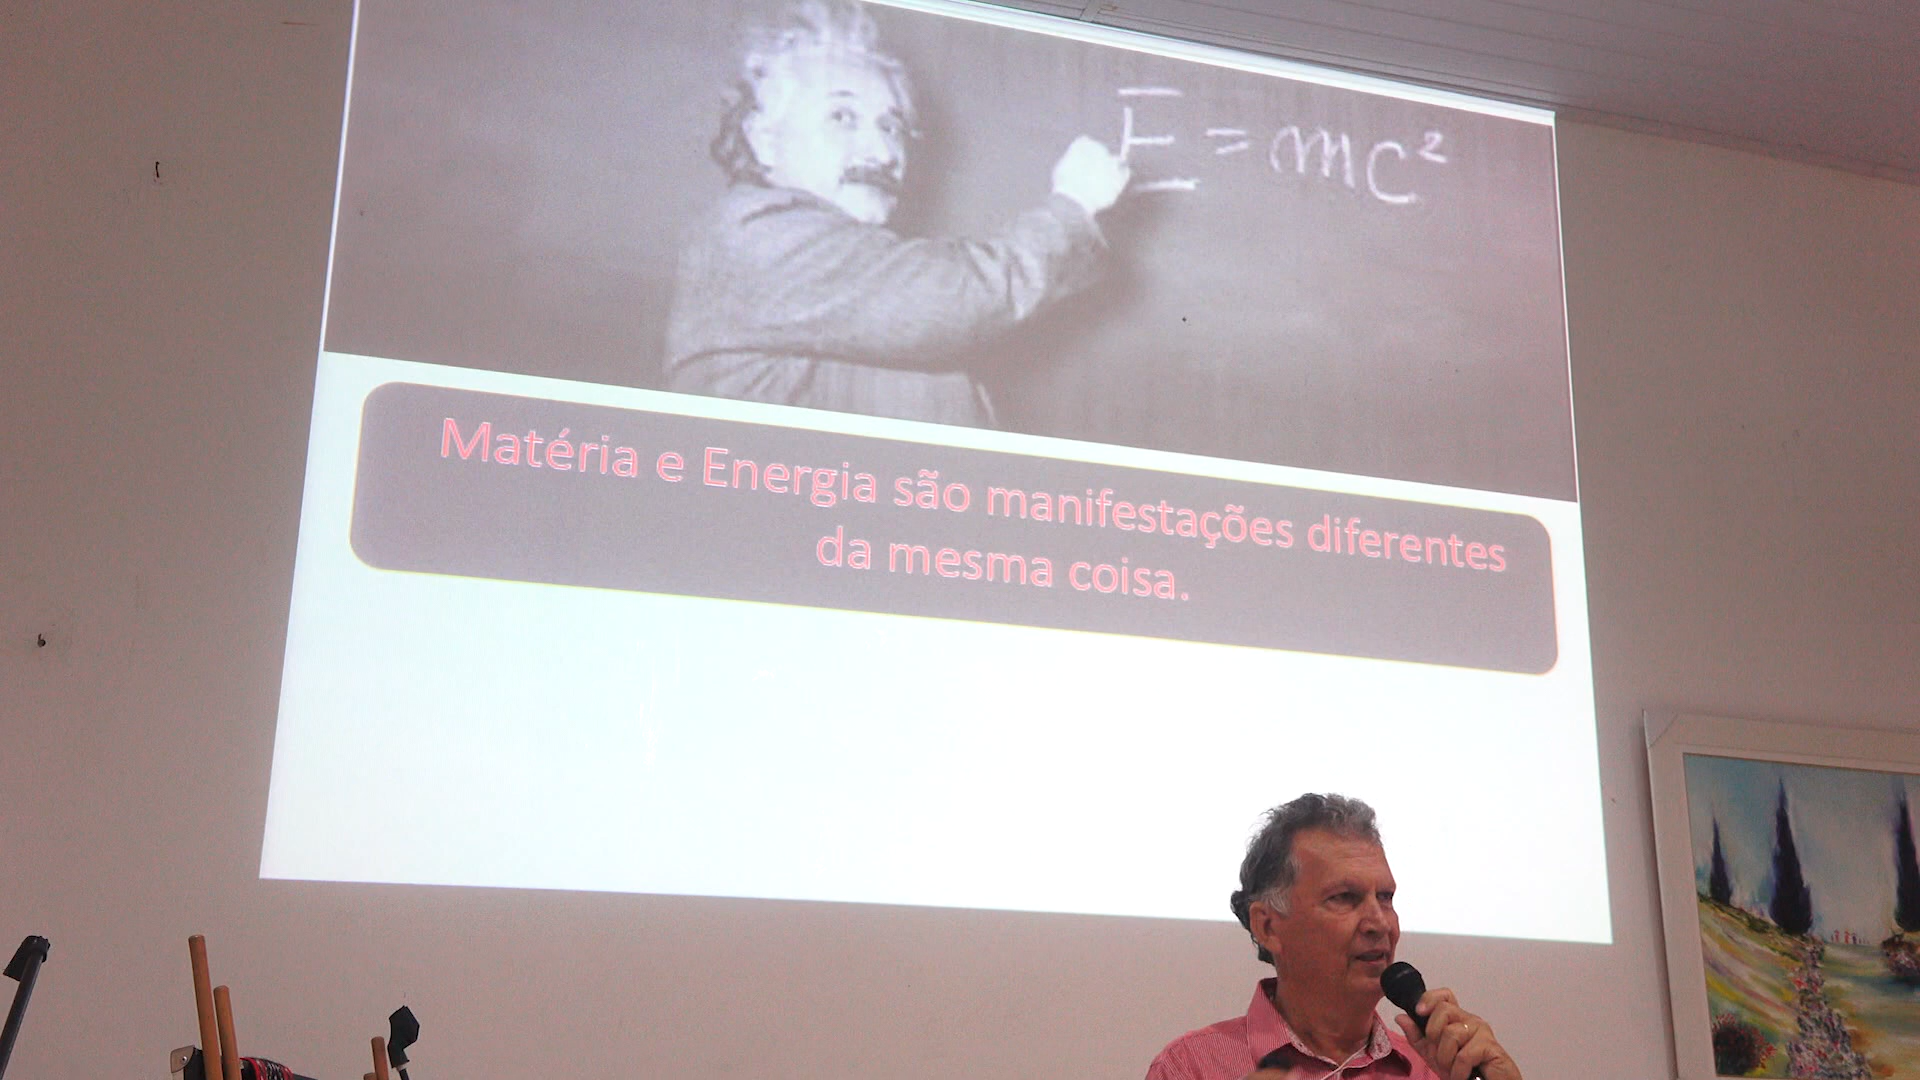 E = mc²
Matéria e Energia são manifestações diferentes
da mesma coisa.